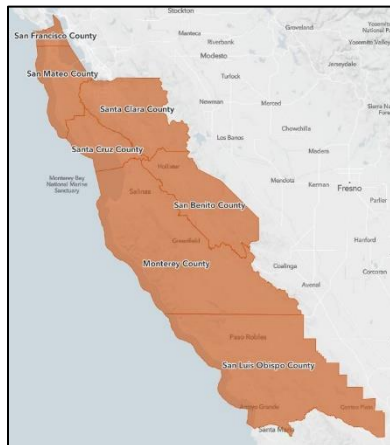 Stockton
Manteca
Groveland
Riverbank
San Francisco County
Modesto
Turlock
San Mateo County
Newman
Merced
Santa Clara County
Chowchilla
Los Banos
Santa Cruz County
Hollister
Madera
Monterey Bay
National Marine
Sanctuary
Salinas
Mendota
Kerman
Fresno
Parlier
San Benito County
Greenfield
Hanford
Monterey County
Coalinga
Corcoran
Avenal
Paso Robles
San Luis Obispo County
Arroyo Grande
Santa Maria